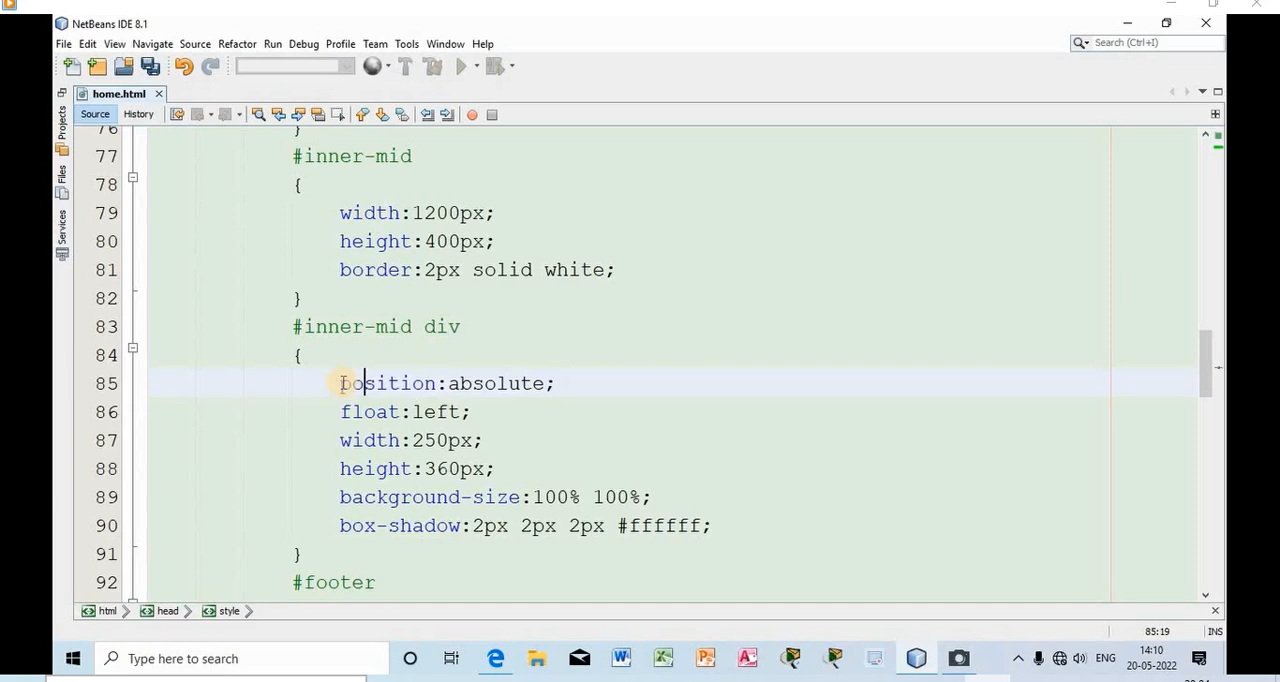 NetBeans IDE 8.1
File Edit View Navigate Source Refactor Run Debug Profile Team Tools Window Help
Search (Ctrl+I)
home.html
Source History
Projects
Files
Services
76 }
77 #inner-mid
78 {
79 width:1200px;
80 height:400px;
81 border:2px solid white;
82 }
83 #inner-mid div
84 {
85 position:absolute;
86 float:left;
87 width:250px;
88 height:360px;
89 background-size:100% 100%;
90 box-shadow:2px 2px 2px #ffffff;
91 }
92 #footer
html head style
85:19 INS
Type here to search
ENG
14:10
20-05-2022